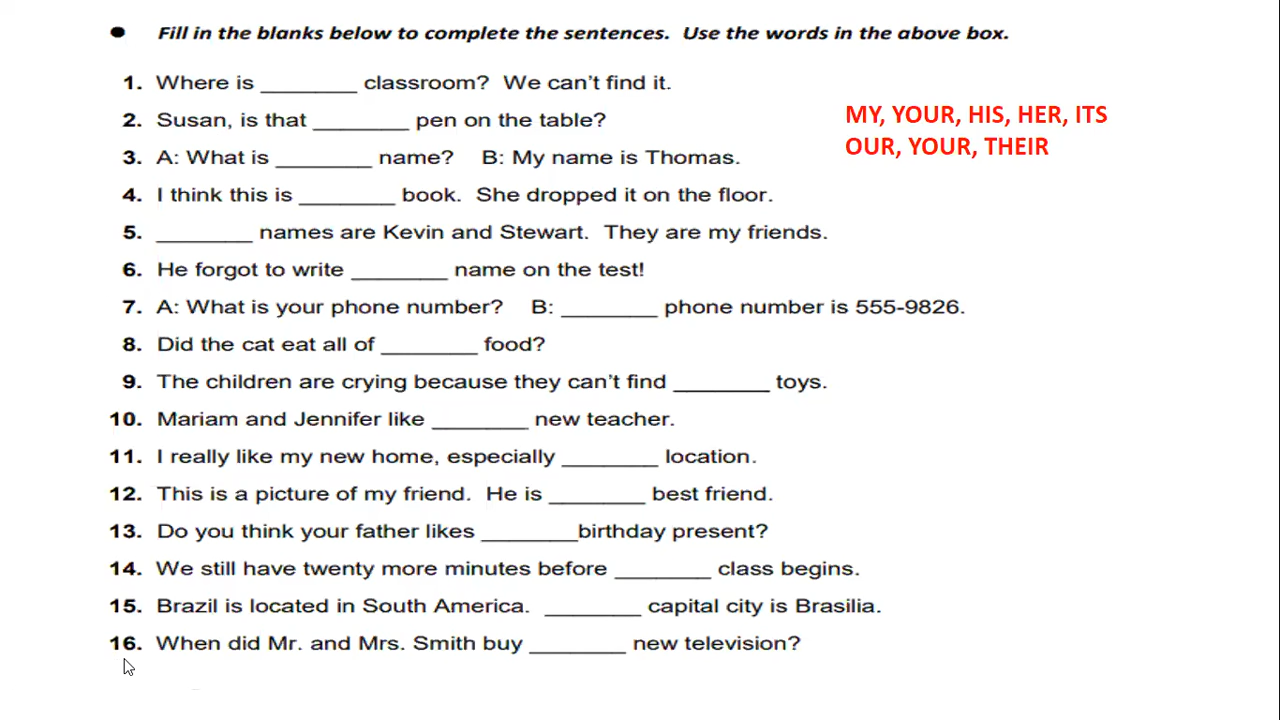 ● Fill in the blanks below to complete the sentences. Use the words in the above box.
1. Where is ________ classroom? We can't find it.
MY, YOUR, HIS, HER, ITS
OUR, YOUR, THEIR
2. Susan, is that ________ pen on the table?
3. A: What is ________ name? B: My name is Thomas.
4. I think this is ________ book. She dropped it on the floor.
5. ________ names are Kevin and Stewart. They are my friends.
6. He forgot to write ________ name on the test!
7. A: What is your phone number? B: ________ phone number is 555-9826.
8. Did the cat eat all of ________ food?
9. The children are crying because they can't find ________ toys.
10. Mariam and Jennifer like ________ new teacher.
11. I really like my new home, especially ________ location.
12. This is a picture of my friend. He is ________ best friend.
13. Do you think your father likes ________birthday present?
14. We still have twenty more minutes before ________ class begins.
15. Brazil is located in South America. ________ capital city is Brasilia.
16. When did Mr. and Mrs. Smith buy ________ new television?